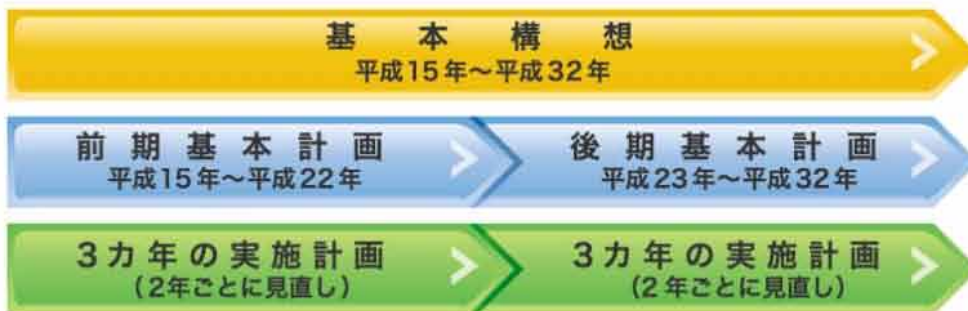 基本構想
平成15年～平成32年
前期基本計画
平成15年～平成22年
後期基本計画
平成23年～平成32年
3カ年の実施計画
(2年ごとに見直し)
3カ年の実施計画
(2年ごとに見直し)